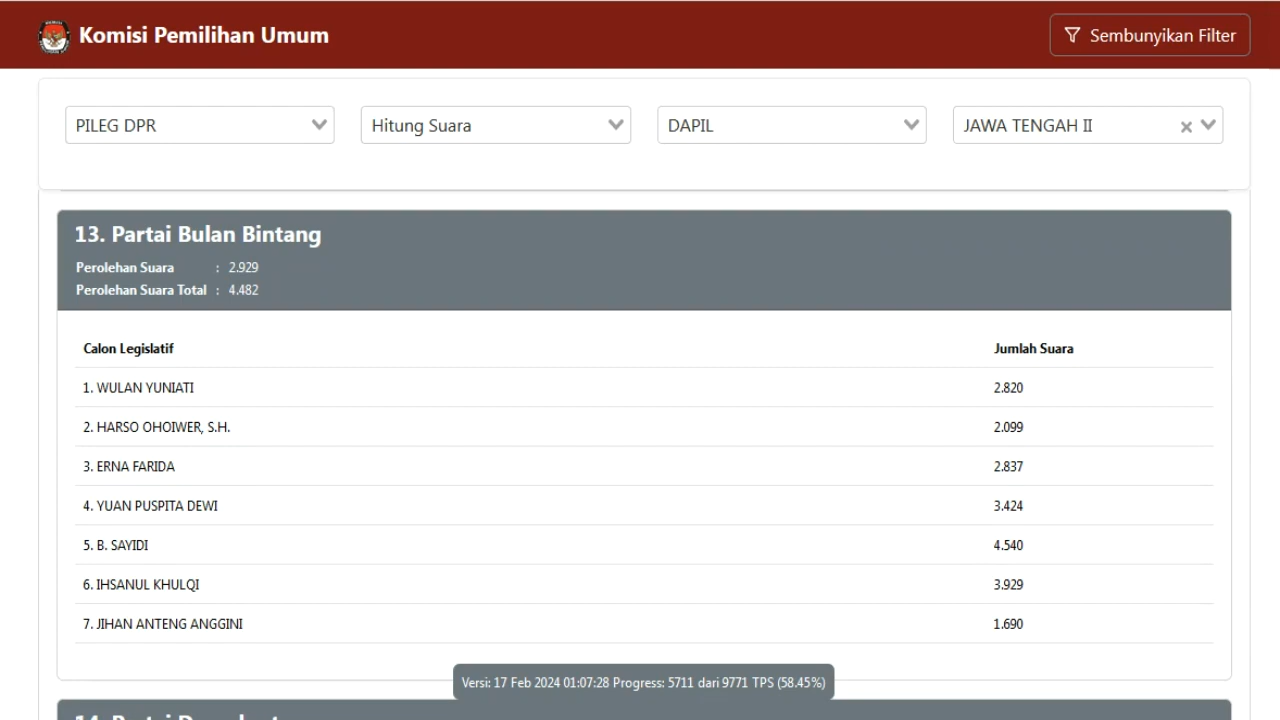 Komisi Pemilihan Umum
Sembunyikan Filter
PILEG DPR
Hitung Suara
DAPIL
JAWA TENGAH II
13. Partai Bulan Bintang
Perolehan Suara : 2.929
Perolehan Suara Total : 4.482
Calon Legislatif Jumlah Suara
1. WULAN YUNIATI 2.820
2. HARSO OHOIWER, S.H. 2.099
3. ERNA FARIDA 2.837
4. YUAN PUSPITA DEWI 3.424
5. B. SAYIDI 4.540
6. IHSANUL KHULQI 3.929
7. JIHAN ANTENG ANGGINI 1.690
Versi: 17 Feb 2024 01:07:28 Progress: 5711 dari 9771 TPS (58.45%)
14. Partai